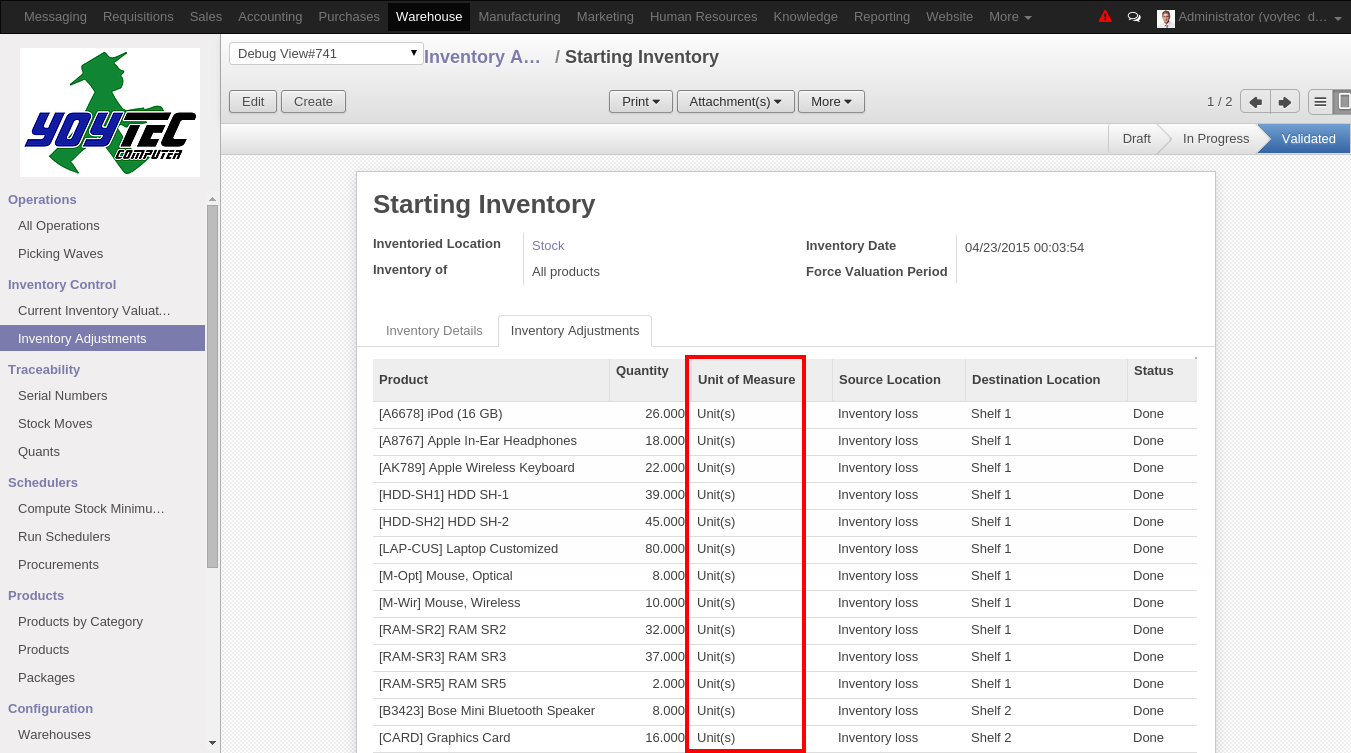 Messaging Requisitions Sales Accounting Purchases Warehouse Manufacturing Marketing Human Resources Knowledge Reporting Website More Administrator (yoytec_d…
YOYTEC
COMPUTER
Debug View#741 Inventory A… / Starting Inventory
Edit Create Print Attachment(s) More 1 / 2
Draft In Progress Validated
Operations
All Operations
Picking Waves
Inventory Control
Current Inventory Valuat…
Inventory Adjustments
Traceability
Serial Numbers
Stock Moves
Quants
Schedulers
Compute Stock Minimu…
Run Schedulers
Procurements
Products
Products by Category
Products
Packages
Configuration
Warehouses
Starting Inventory
Inventoried Location Stock Inventory Date 04/23/2015 00:03:54
Inventory of All products Force Valuation Period
Inventory Details Inventory Adjustments
Product Quantity Unit of Measure Source Location Destination Location Status
[A6678] iPod (16 GB) 26.000 Unit(s) Inventory loss Shelf 1 Done
[A8767] Apple In-Ear Headphones 18.000 Unit(s) Inventory loss Shelf 1 Done
[AK789] Apple Wireless Keyboard 22.000 Unit(s) Inventory loss Shelf 1 Done
[HDD-SH1] HDD SH-1 39.000 Unit(s) Inventory loss Shelf 1 Done
[HDD-SH2] HDD SH-2 45.000 Unit(s) Inventory loss Shelf 1 Done
[LAP-CUS] Laptop Customized 80.000 Unit(s) Inventory loss Shelf 1 Done
[M-Opt] Mouse, Optical 8.000 Unit(s) Inventory loss Shelf 1 Done
[M-Wir] Mouse, Wireless 10.000 Unit(s) Inventory loss Shelf 1 Done
[RAM-SR2] RAM SR2 32.000 Unit(s) Inventory loss Shelf 1 Done
[RAM-SR3] RAM SR3 37.000 Unit(s) Inventory loss Shelf 1 Done
[RAM-SR5] RAM SR5 2.000 Unit(s) Inventory loss Shelf 1 Done
[B3423] Bose Mini Bluetooth Speaker 8.000 Unit(s) Inventory loss Shelf 2 Done
[CARD] Graphics Card 16.000 Unit(s) Inventory loss Shelf 2 Done